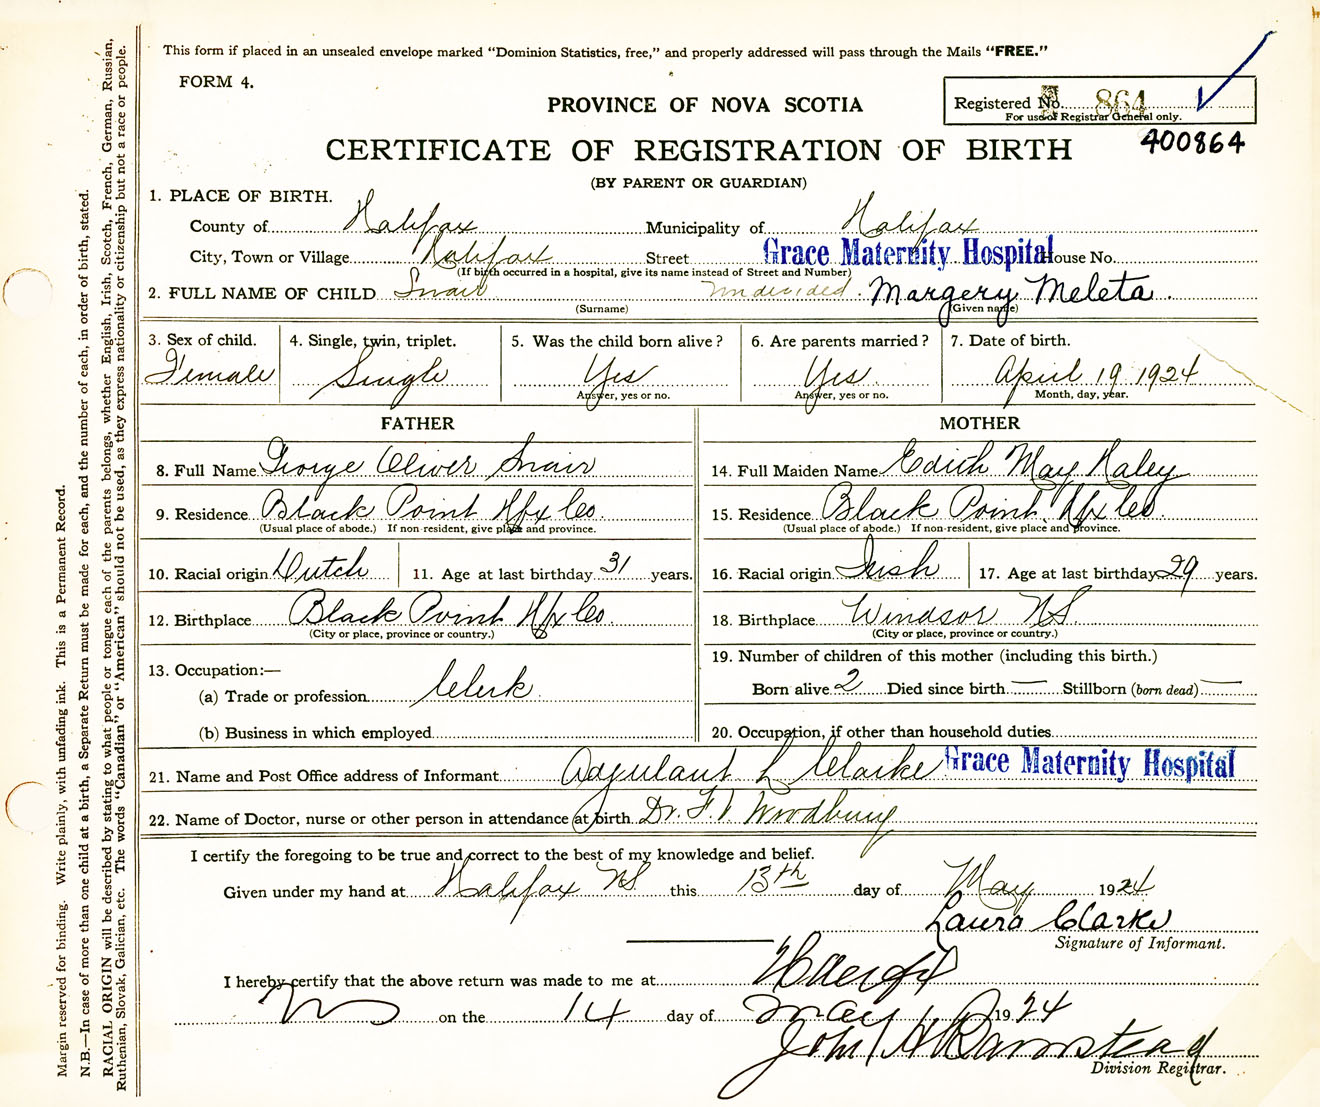 This form if placed in an unsealed envelope marked "Dominion Statistics, free," and properly addressed will pass through the Mails "FREE."
FORM 4.
PROVINCE OF NOVA SCOTIA
Registered No. 864
For use of Registrar General only.
400864
CERTIFICATE OF REGISTRATION OF BIRTH
(BY PARENT OR GUARDIAN)
1. PLACE OF BIRTH.
County of Halifax Municipality of Halifax
City, Town or Village Halifax Street Grace Maternity Hospital House No.
(If birth occurred in a hospital, give its name instead of Street and Number)
2. FULL NAME OF CHILD Snair Undecided. Margery Meleta.
(Surname) (Given name)
3. Sex of child. 4. Single, twin, triplet. 5. Was the child born alive? 6. Are parents married? 7. Date of birth.
Female Single Yes Yes. April 19 1924
Answer, yes or no. Answer, yes or no. Month, day, year.
FATHER MOTHER
8. Full Name George Oliver Snair 14. Full Maiden Name Edith May Haley
9. Residence Black Point Hfx Co. 15. Residence Black Point, Hfx Co.
(Usual place of abode.) If non-resident, give place and province. (Usual place of abode.) If non-resident, give place and province.
10. Racial origin Dutch 11. Age at last birthday 31 years. 16. Racial origin Irish 17. Age at last birthday 29 years.
12. Birthplace Black Point Hfx Co. 18. Birthplace Windsor N.S.
(City or place, province or country.) (City or place, province or country.)
13. Occupation:— 19. Number of children of this mother (including this birth.)
(a) Trade or profession Clerk. Born alive 2 Died since birth — Stillborn (born dead) —
(b) Business in which employed 20. Occupation, if other than household duties
21. Name and Post Office address of Informant Adjutant L Clarke Grace Maternity Hospital
22. Name of Doctor, nurse or other person in attendance at birth Dr. F. V. Woodbury
I certify the foregoing to be true and correct to the best of my knowledge and belief.
Given under my hand at Halifax N.S. this 13th day of May 1924
Laura Clarke
Signature of Informant.
I hereby certify that the above return was made to me at Halifax
NS on the 14 day of May 1924
John H Barnstead
Division Registrar.
Margin reserved for binding. Write plainly, with unfading ink. This is a Permanent Record.
N.B.—In case of more than one child at a birth, a Separate Return must be made for each, and the number of each, in order of birth, stated.
RACIAL ORIGIN will be described by stating to what people or tongue each of the parents belongs, whether English, Irish, Scotch, French, German, Russian,
Ruthenian, Slovak, Galician, etc. The words "Canadian" or "American" should not be used, as they express nationality or citizenship but not a race or people.